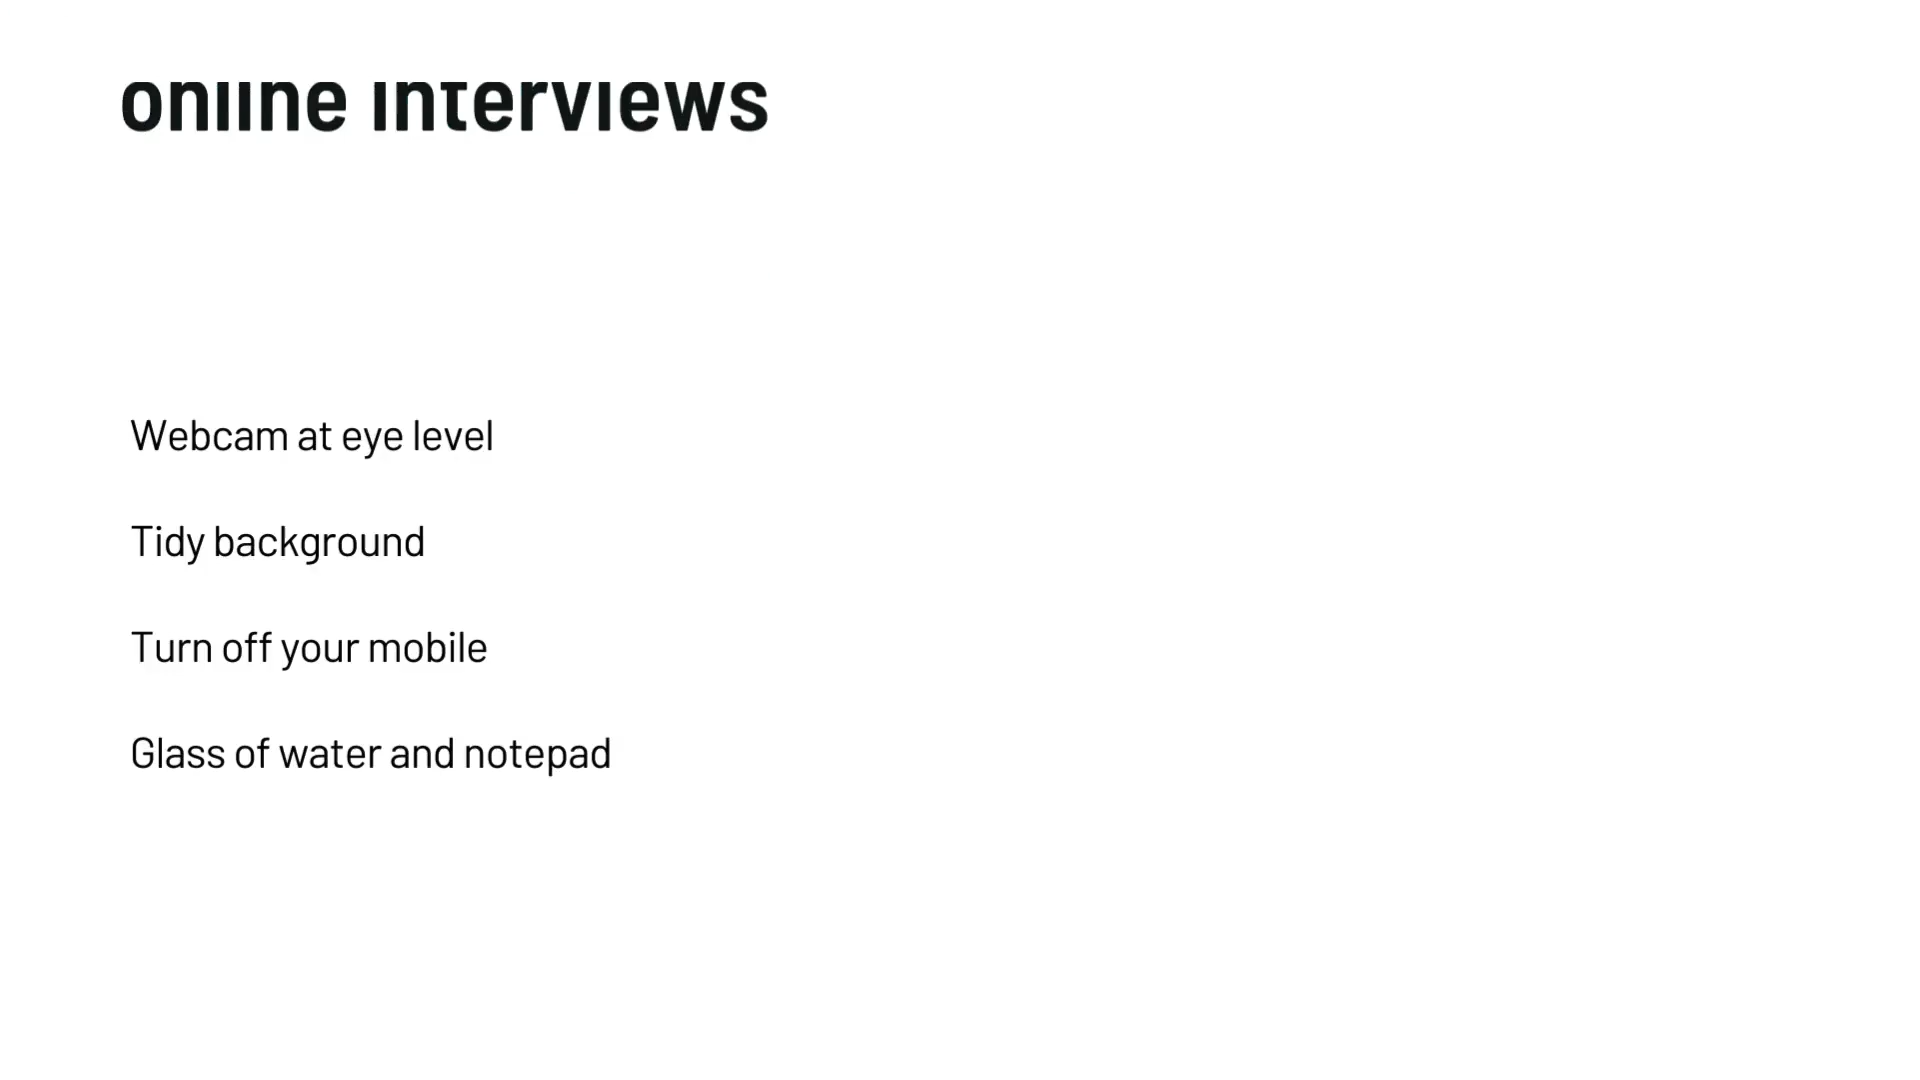 online interviews
Webcam at eye level
Tidy background
Turn off your mobile
Glass of water and notepad